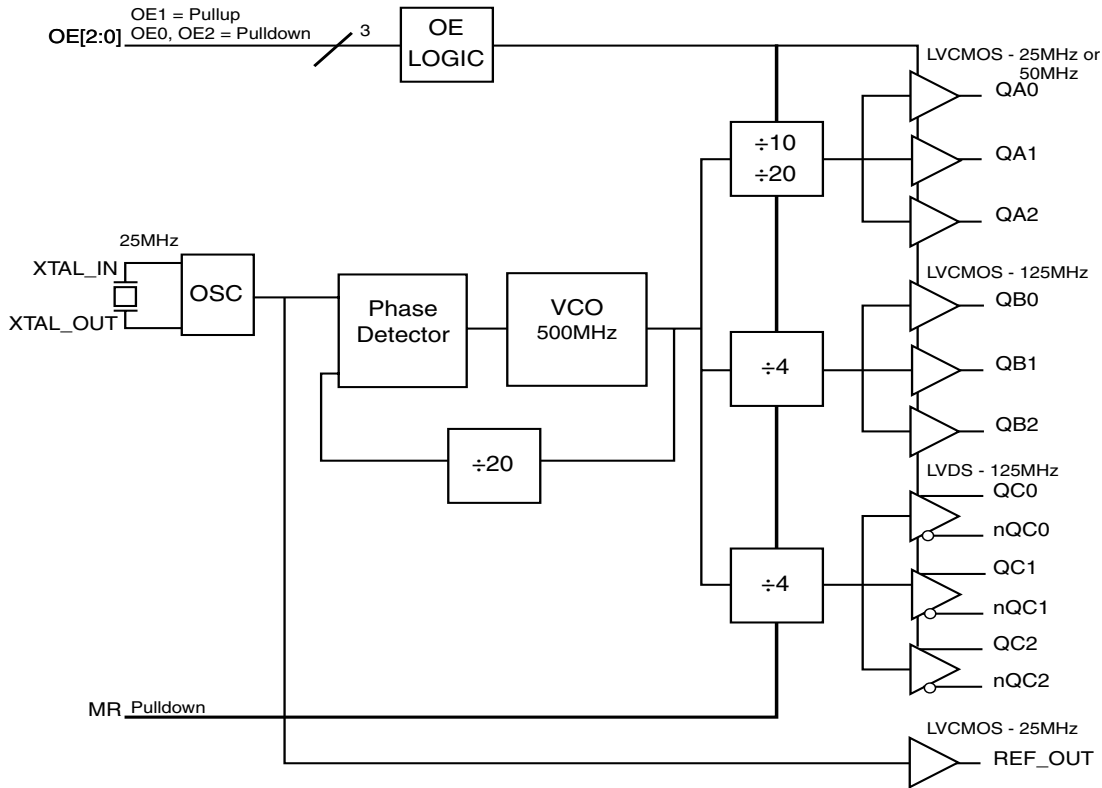 OE1 = Pullup
OE[2:0] OE0, OE2 = Pulldown
3
OE
LOGIC
LVCMOS - 25MHz or
50MHz
QA0
÷10
÷20
QA1
QA2
25MHz
XTAL_IN
XTAL_OUT
OSC
Phase
Detector
VCO
500MHz
÷20
LVCMOS - 125MHz
QB0
÷4
QB1
QB2
LVDS - 125MHz
QC0
nQC0
÷4
QC1
nQC1
QC2
nQC2
MR Pulldown
LVCMOS - 25MHz
REF_OUT